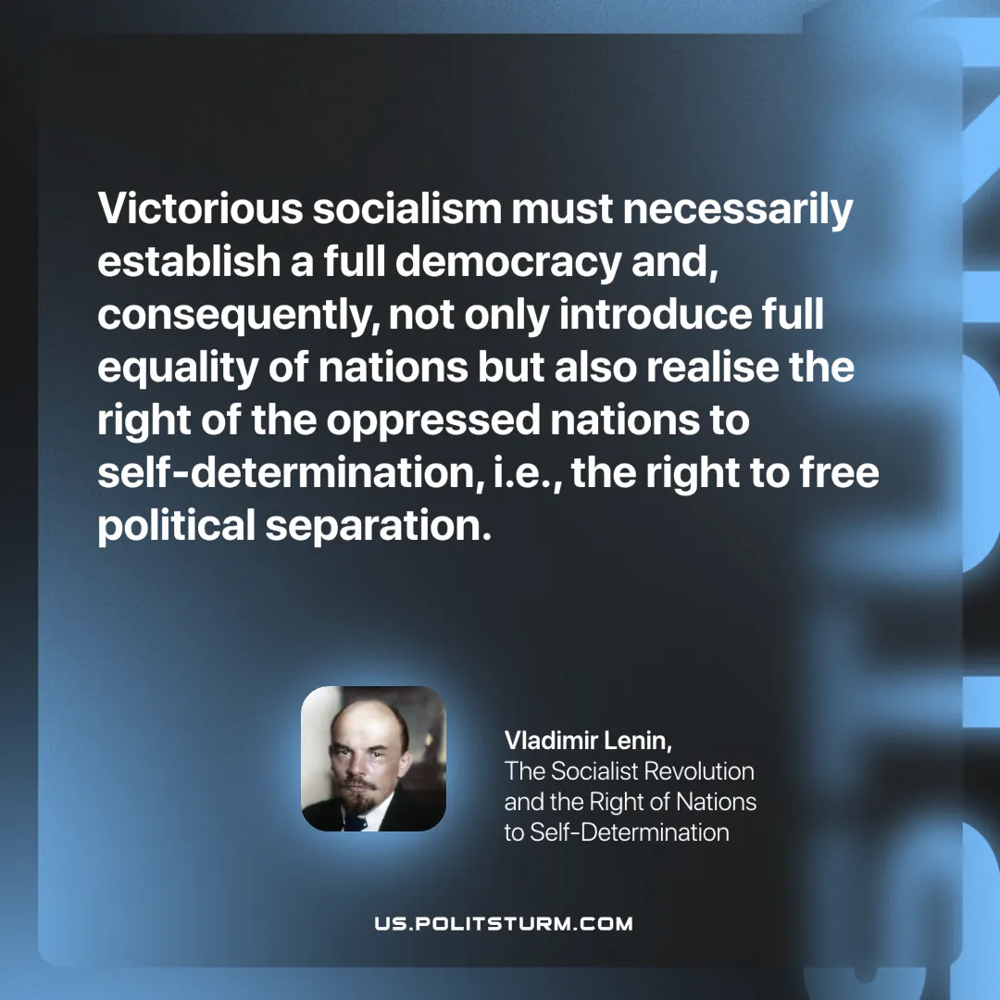 Victorious socialism must necessarily
establish a full democracy and,
consequently, not only introduce full
equality of nations but also realise the
right of the oppressed nations to
self-determination, i.e., the right to free
political separation.
Vladimir Lenin,
The Socialist Revolution
and the Right of Nations
to Self-Determination
US.POLITSTURM.COM